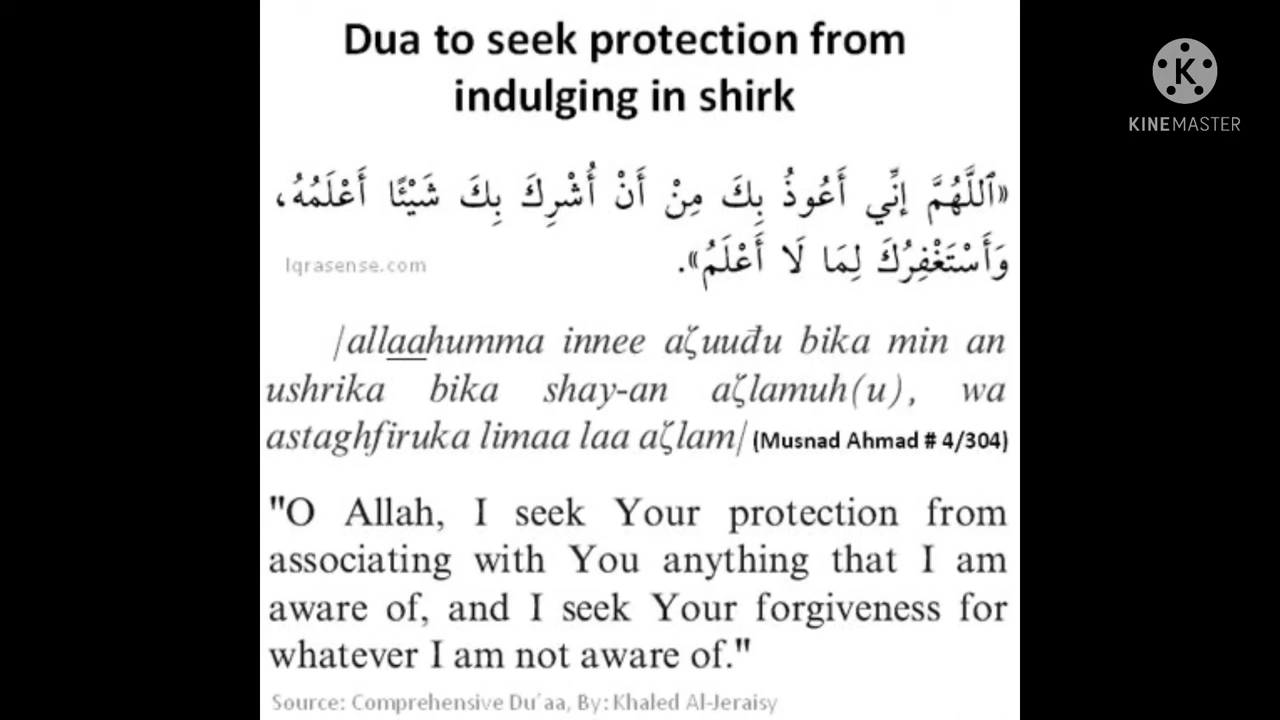 Dua to seek protection from
indulging in shirk
KINEMASTER
«ٱللَّهُمَّ إِنِّي أَعُوذُ بِكَ مِنْ أَنْ أُشْرِكَ بِكَ شَيْئًا أَعْلَمُهُ،
وَأَسْتَغْفِرُكَ لِمَا لَا أَعْلَمُ».
Iqrasense.com
/allaahumma innee aζuuđu bika min an
ushrika bika shay-an aζlamuh(u), wa
astaghfiruka limaa laa aζlam/ (Musnad Ahmad # 4/304)
"O Allah, I seek Your protection from
associating with You anything that I am
aware of, and I seek Your forgiveness for
whatever I am not aware of."
Source: Comprehensive Du´aa, By: Khaled Al-Jeraisy